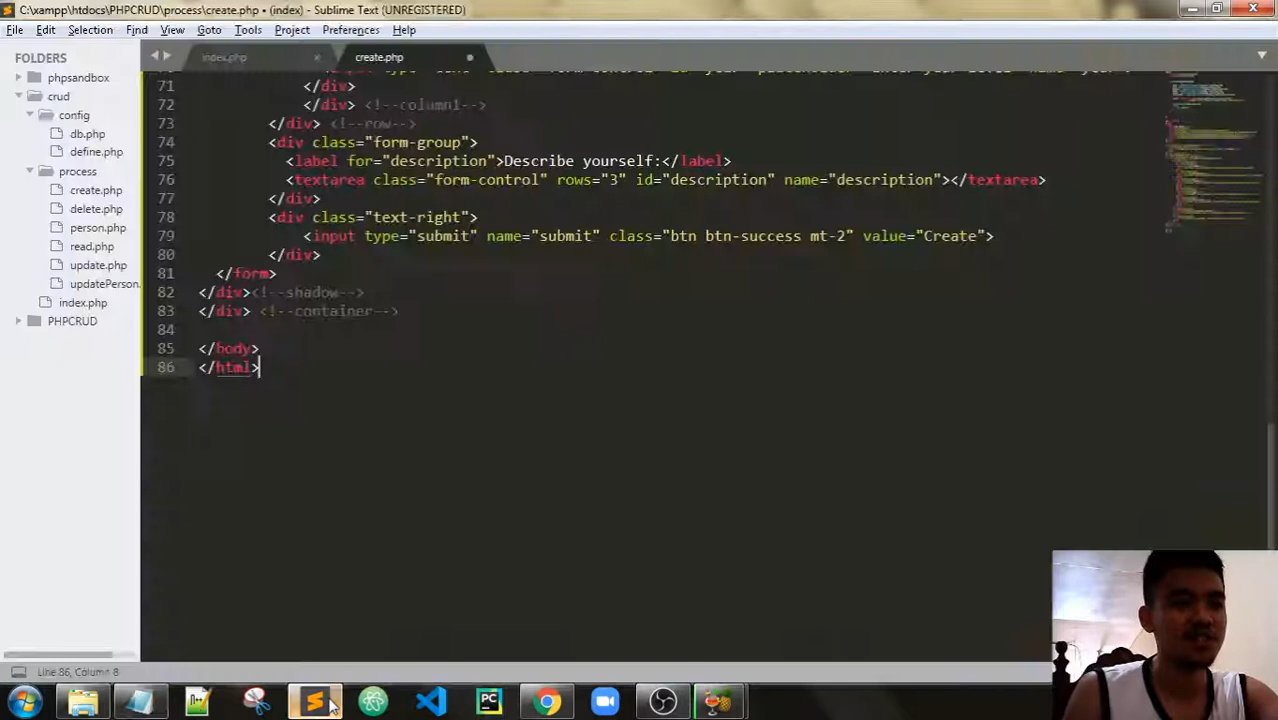 C:\xampp\htdocs\PHPCRUD\process\create.php • (index) - Sublime Text (UNREGISTERED)
File Edit Selection Find View Goto Tools Project Preferences Help
FOLDERS
phpsandbox
crud
config
db.php
define.php
process
create.php
delete.php
person.php
read.php
update.php
updatePerson.
index.php
PHPCRUD
index.php × create.php
71 </div>
72 </div> <!--column1-->
73 </div> <!--row-->
74 <div class="form-group">
75 <label for="description">Describe yourself:</label>
76 <textarea class="form-control" rows="3" id="description" name="description"></textarea>
77 </div>
78 <div class="text-right">
79 <input type="submit" name="submit" class="btn btn-success mt-2" value="Create">
80 </div>
81 </form>
82 </div><!--shadow-->
83 </div> <!--container-->
84
85 </body>
86 </html>
Line 86, Column 8